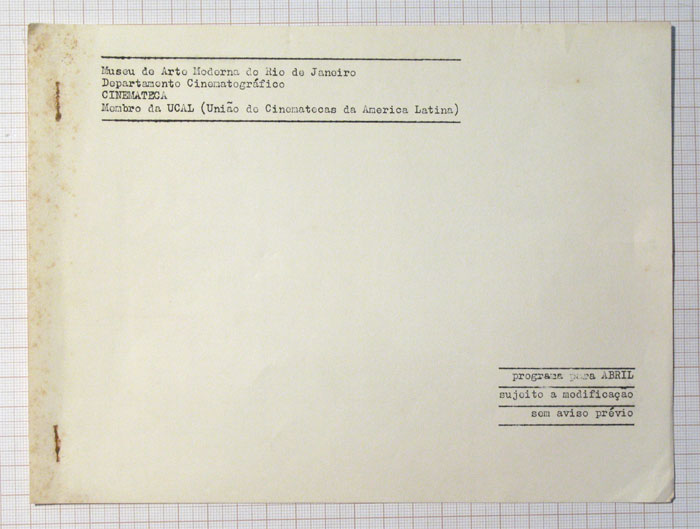 Museu de Arte Moderna do Rio de Janeiro
Departamento Cinematográfico
CINEMATECA
Membro da UCAL (União de Cinematecas da America Latina)
programa para ABRIL
sujeito a modificação
sem aviso prévio